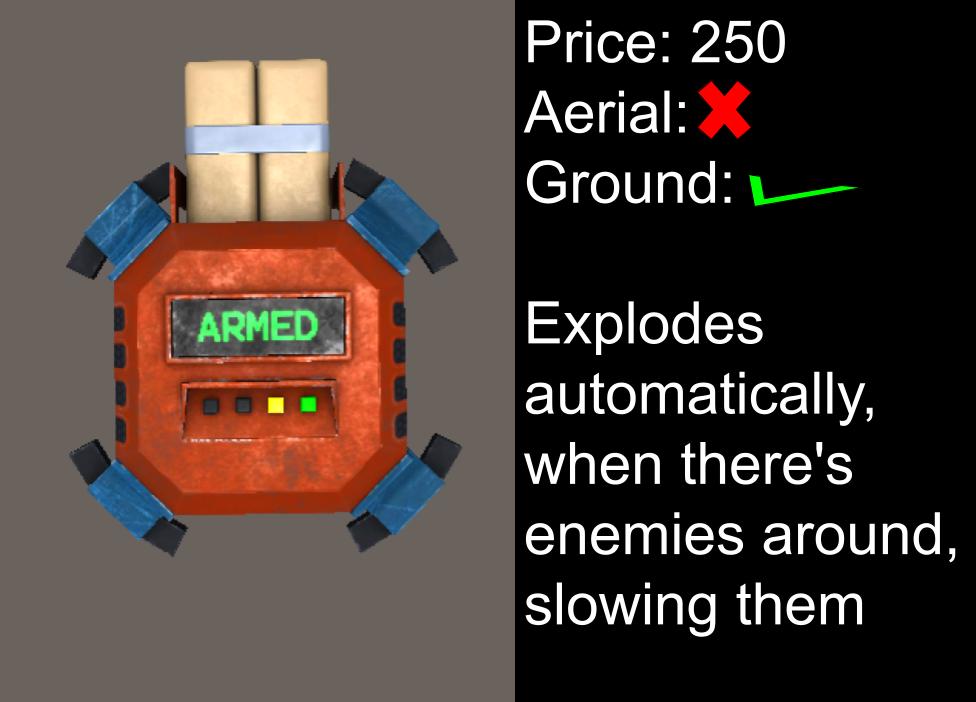 ARMED
Price: 250
Aerial:
Ground:
Explodes
automatically,
when there's
enemies around,
slowing them